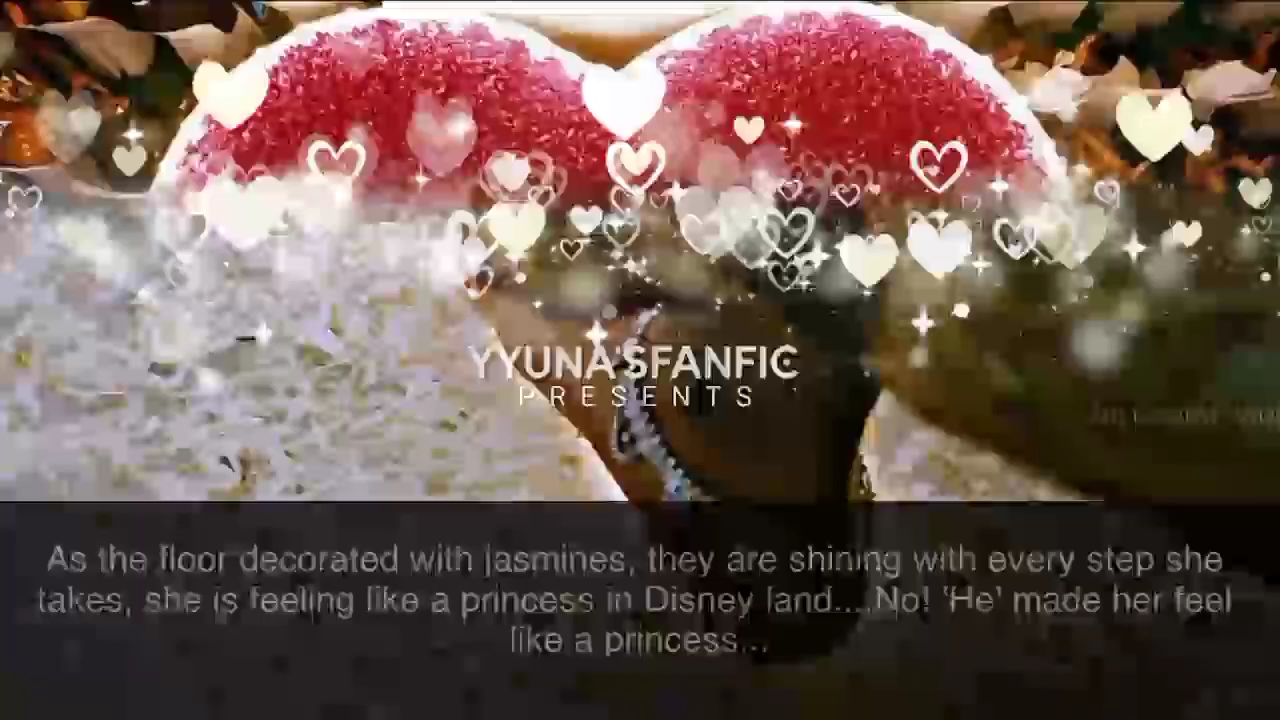 YYUNA'SFANFIC
PRESENTS
As the floor decorated with jasmines, they are shining with every step she
takes, she is feeling like a princess in Disney land....No! 'He' made her feel
like a princess...